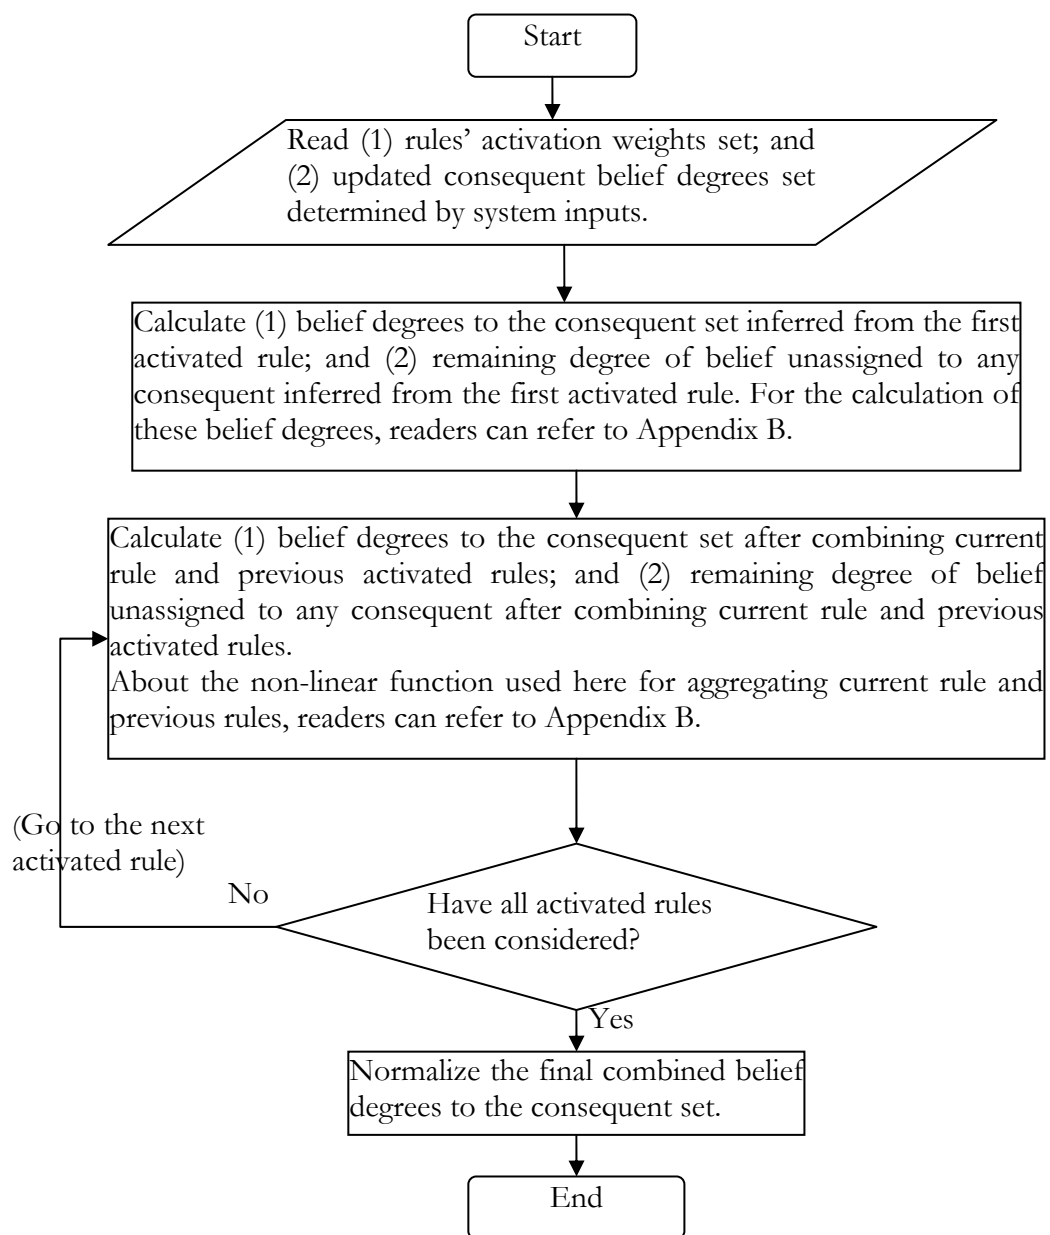 Start
Read (1) rules’ activation weights set; and
(2) updated consequent belief degrees set
determined by system inputs.
Calculate (1) belief degrees to the consequent set inferred from the first
activated rule; and (2) remaining degree of belief unassigned to any
consequent inferred from the first activated rule. For the calculation of
these belief degrees, readers can refer to Appendix B.
Calculate (1) belief degrees to the consequent set after combining current
rule and previous activated rules; and (2) remaining degree of belief
unassigned to any consequent after combining current rule and previous
activated rules.
About the non-linear function used here for aggregating current rule and
previous rules, readers can refer to Appendix B.
(Go to the next
activated rule)
No
Have all activated rules
been considered?
Yes
Normalize the final combined belief
degrees to the consequent set.
End